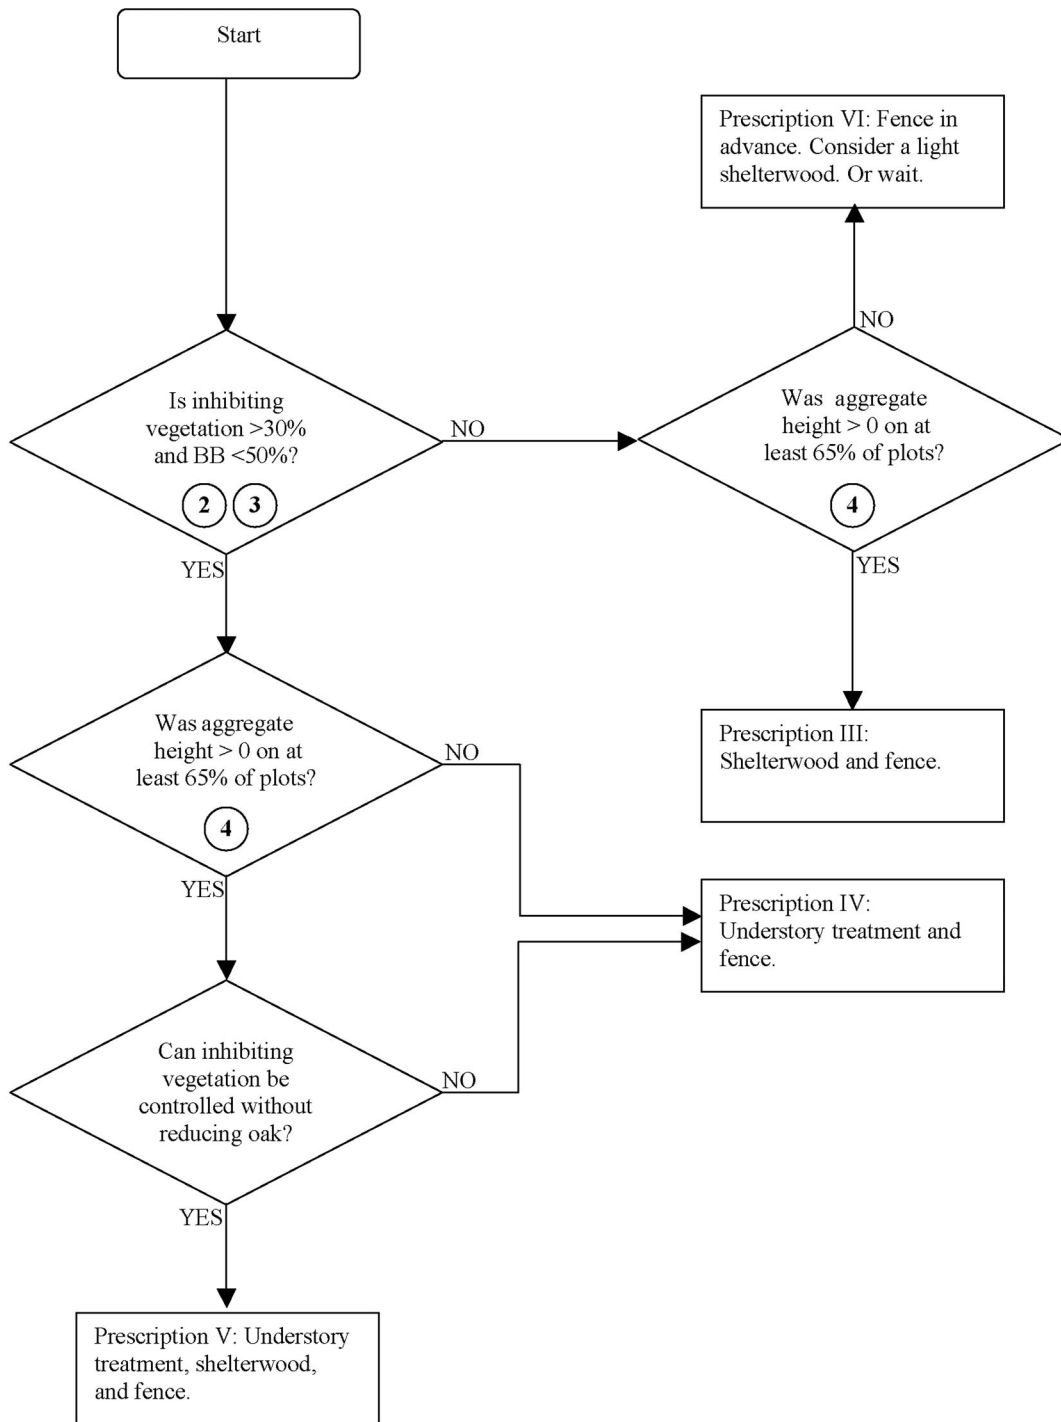 Start
Prescription VI: Fence in
advance. Consider a light
shelterwood. Or wait.
NO
Is inhibiting
vegetation >30%
and BB <50%?
2 3
NO
Was aggregate
height > 0 on at
least 65% of plots?
4
YES
YES
Was aggregate
height > 0 on at
least 65% of plots?
4
NO
Prescription III:
Shelterwood and fence.
YES
Prescription IV:
Understory treatment and
fence.
Can inhibiting
vegetation be
controlled without
reducing oak?
NO
YES
Prescription V: Understory
treatment, shelterwood,
and fence.